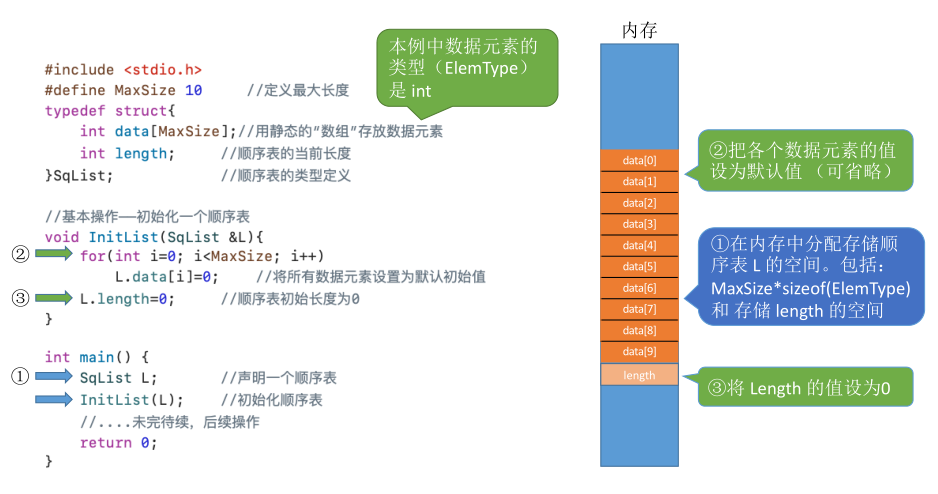 #include <stdio.h>
#define MaxSize 10 //定义最大长度
typedef struct{
int data[MaxSize];//用静态的“数组”存放数据元素
int length; //顺序表的当前长度
}SqList; //顺序表的类型定义
//基本操作——初始化一个顺序表
void InitList(SqList &L){
② for(int i=0; i<MaxSize; i++)
L.data[i]=0; //将所有数据元素设置为默认初始值
③ L.length=0; //顺序表初始长度为0
}
int main() {
① SqList L; //声明一个顺序表
InitList(L); //初始化顺序表
//....未完待续，后续操作
return 0;
}
本例中数据元素的
类型（ElemType）
是 int
内存
data[0]
data[1]
data[2]
data[3]
data[4]
data[5]
data[6]
data[7]
data[8]
data[9]
length
②把各个数据元素的值
设为默认值 （可省略）
①在内存中分配存储顺
序表 L 的空间。包括：
MaxSize*sizeof(ElemType)
和 存储 length 的空间
③将 Length 的值设为0